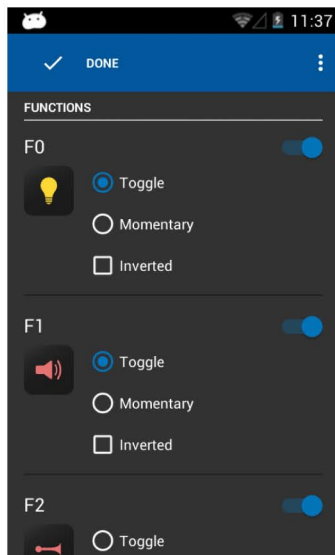 11:37
DONE
FUNCTIONS
F0
Toggle
Momentary
Inverted
F1
Toggle
Momentary
Inverted
F2
Toggle